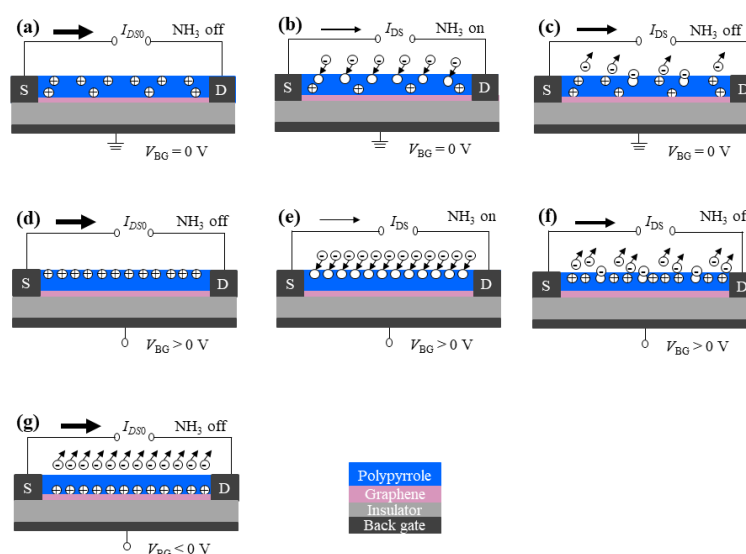 (a) I_DS0 NH3 off
S D
V_BG = 0 V
(b) I_DS NH3 on
S D
V_BG = 0 V
(c) I_DS NH3 off
S D
V_BG = 0 V
(d) I_DS0 NH3 off
S D
V_BG > 0 V
(e) I_DS NH3 on
S D
V_BG > 0 V
(f) I_DS NH3 off
S D
V_BG > 0 V
(g) I_DS0 NH3 off
S D
V_BG < 0 V
Polypyrrole
Graphene
Insulator
Back gate